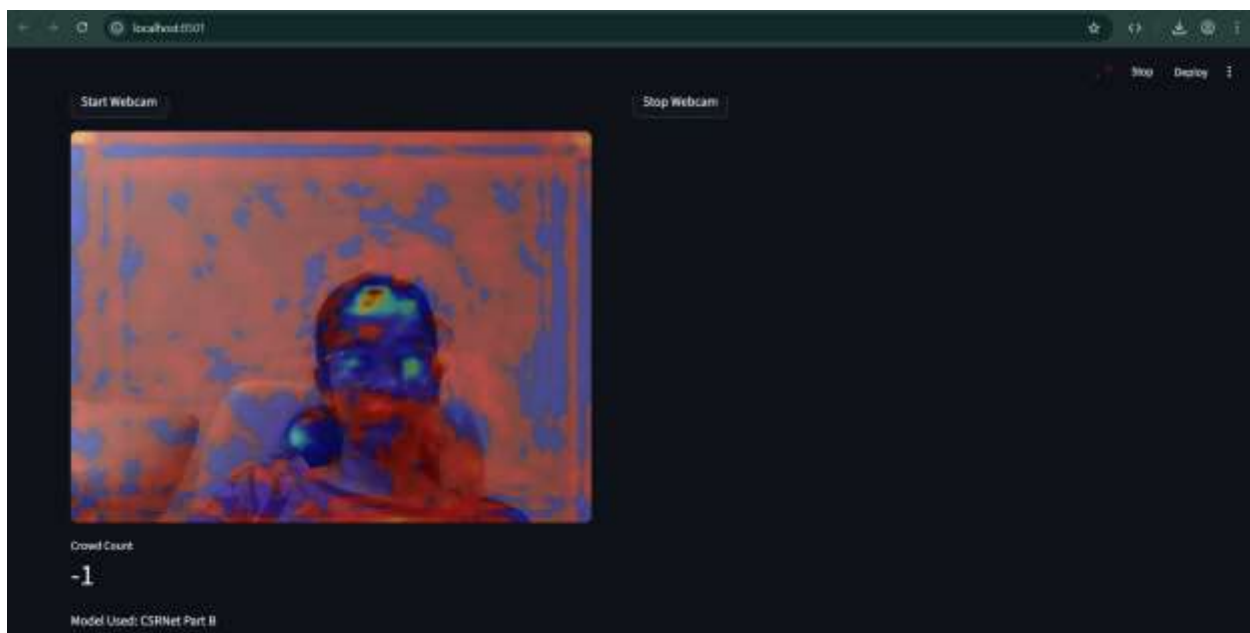 localhost:8501
Stop Deploy
Start Webcam Stop Webcam
Crowd Count
-1
Model Used: CSRNet Part B